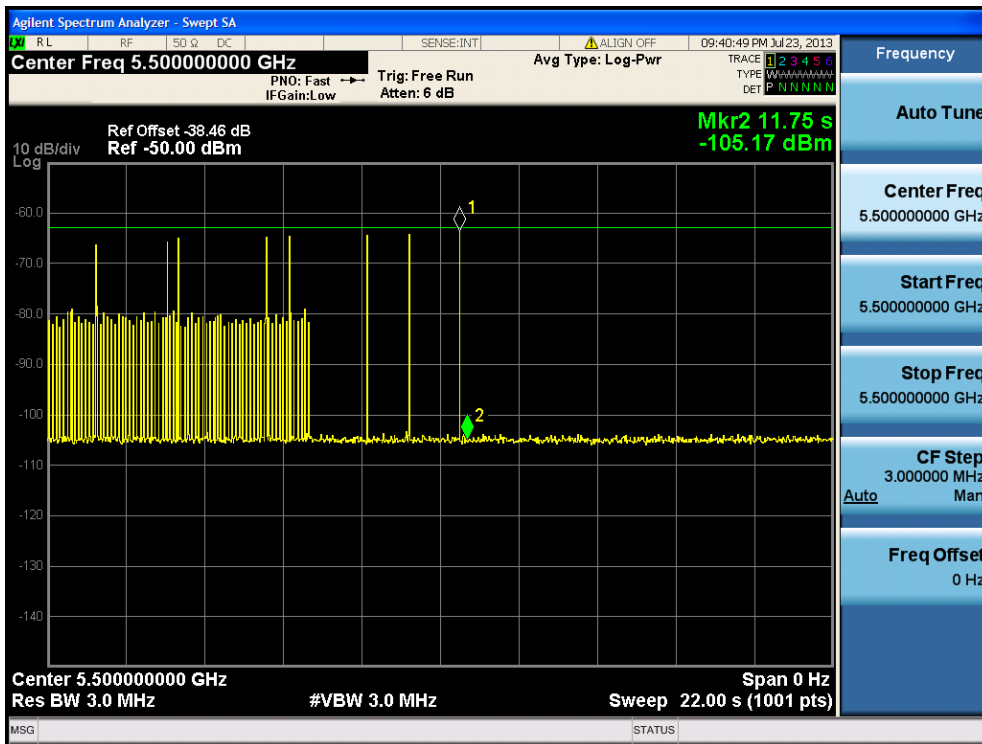 Agilent Spectrum Analyzer - Swept SA
LXI RL RF 50 Ω DC SENSE:INT ALIGN OFF 09:40:49 PM Jul 23, 2013
Center Freq 5.500000000 GHz Avg Type: Log-Pwr TRACE 1 2 3 4 5 6
PNO: Fast Trig: Free Run TYPE
IFGain:Low Atten: 6 dB DET P N N N N N
Mkr2 11.75 s
Ref Offset -38.46 dB
10 dB/div Ref -50.00 dBm -105.17 dBm
Log
1
-60.0
-70.0
-80.0
-90.0
-100
2
-110
-120
-130
-140
Center 5.500000000 GHz Span 0 Hz
Res BW 3.0 MHz #VBW 3.0 MHz Sweep 22.00 s (1001 pts)
MSG STATUS
Frequency
Auto Tune
Center Freq
5.500000000 GHz
Start Freq
5.500000000 GHz
Stop Freq
5.500000000 GHz
CF Step
3.000000 MHz
Auto Man
Freq Offset
0 Hz